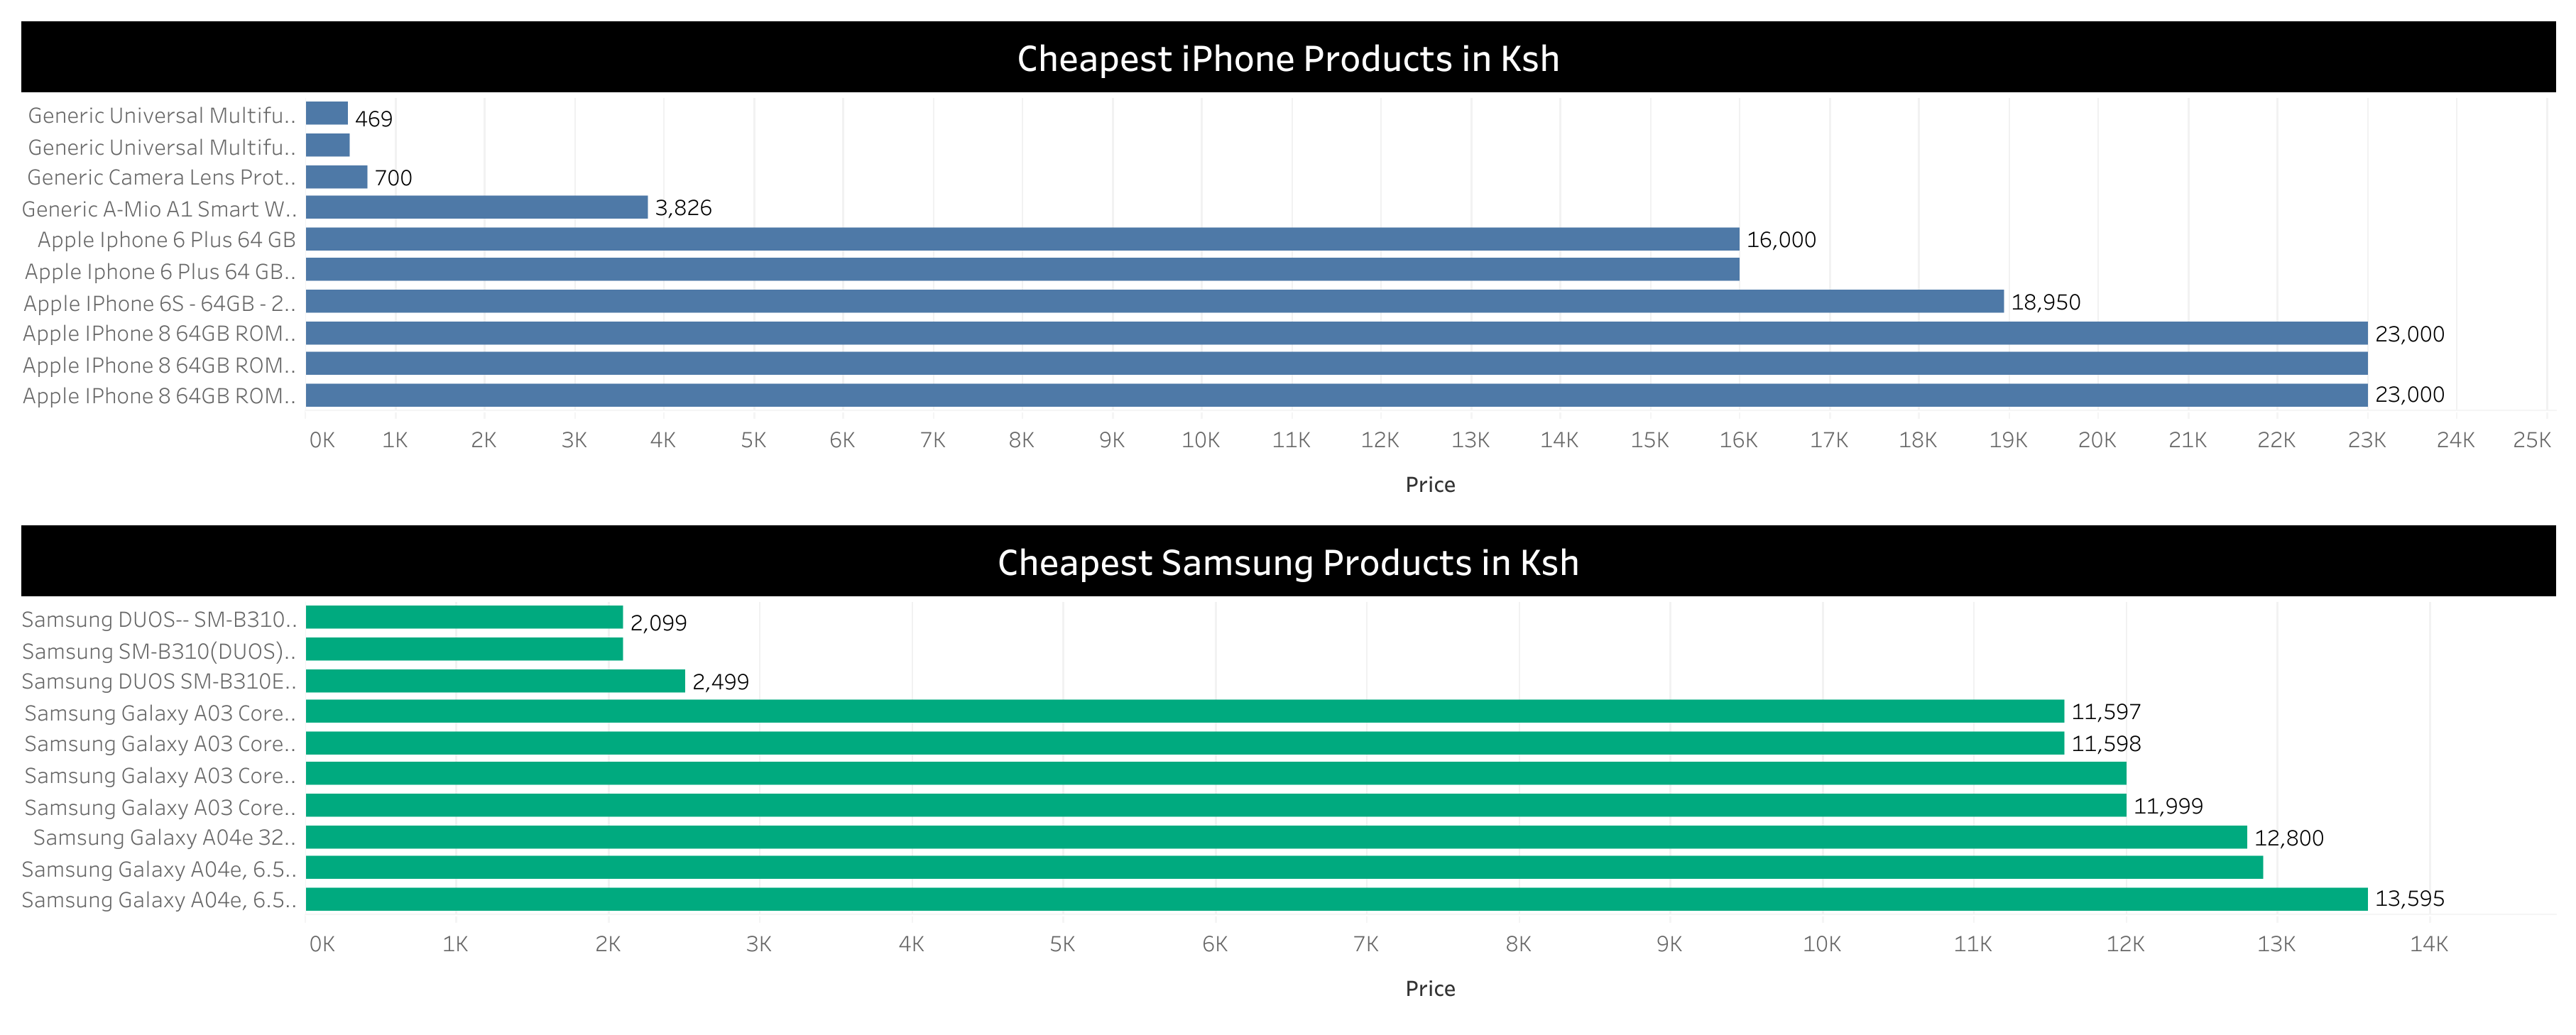 Cheapest iPhone Products in Ksh
Generic Universal Multifu.. 469
Generic Universal Multifu..
Generic Camera Lens Prot.. 700
Generic A-Mio A1 Smart W.. 3,826
Apple Iphone 6 Plus 64 GB 16,000
Apple Iphone 6 Plus 64 GB..
Apple IPhone 6S - 64GB - 2.. 18,950
Apple IPhone 8 64GB ROM.. 23,000
Apple IPhone 8 64GB ROM..
Apple IPhone 8 64GB ROM.. 23,000
0K 1K 2K 3K 4K 5K 6K 7K 8K 9K 10K 11K 12K 13K 14K 15K 16K 17K 18K 19K 20K 21K 22K 23K 24K 25K
Price
Cheapest Samsung Products in Ksh
Samsung DUOS-- SM-B310.. 2,099
Samsung SM-B310(DUOS)..
Samsung DUOS SM-B310E.. 2,499
Samsung Galaxy A03 Core.. 11,597
Samsung Galaxy A03 Core.. 11,598
Samsung Galaxy A03 Core..
Samsung Galaxy A03 Core.. 11,999
Samsung Galaxy A04e 32.. 12,800
Samsung Galaxy A04e, 6.5..
Samsung Galaxy A04e, 6.5.. 13,595
0K 1K 2K 3K 4K 5K 6K 7K 8K 9K 10K 11K 12K 13K 14K
Price